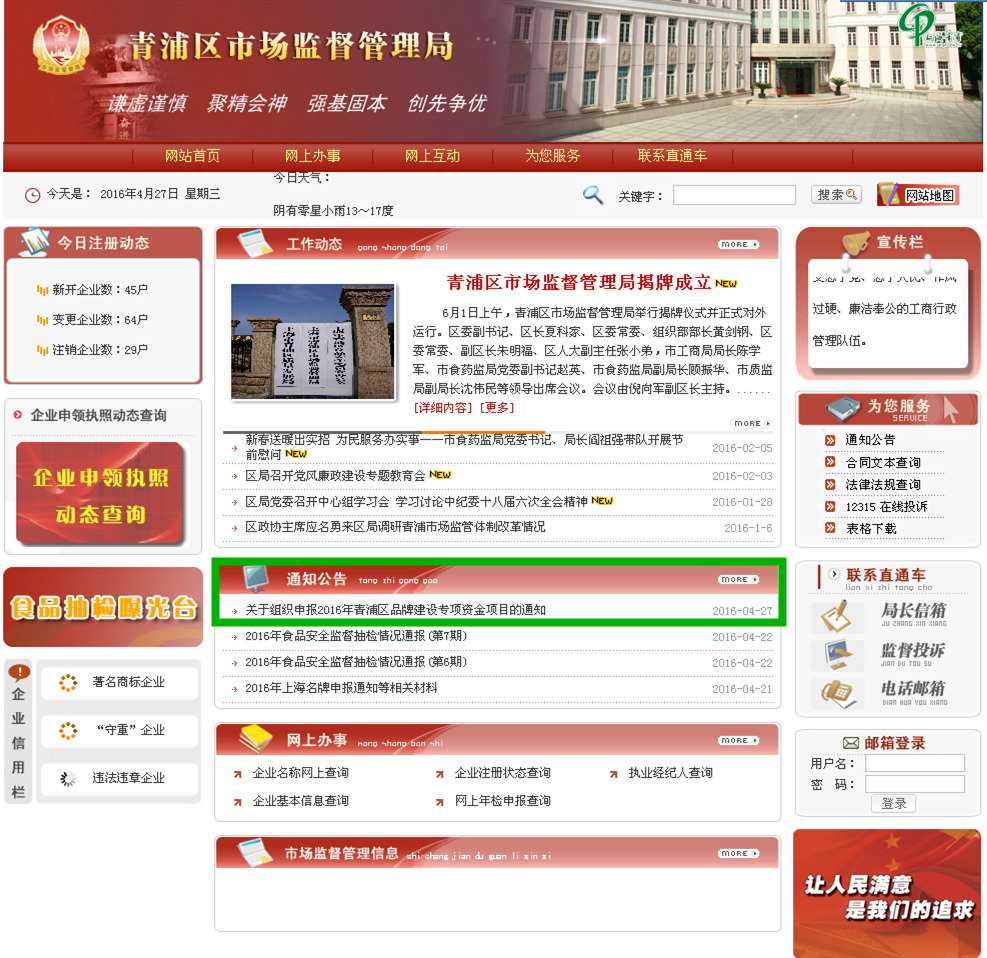 青浦区市场监督管理局
谦虚谨慎 聚精会神 强基固本 创先争优
奋
进
网站首页 网上办事 网上互动 为您服务 联系直通车
今天是： 2016年4月27日 星期三
今日天气：
阴有零星小雨13～17度
关键字：
搜索
网站地图
今日注册动态
新开企业数：45户
变更企业数：64户
注销企业数：29户
企业申领执照动态查询
企业申领执照
动态查询
食品抽检曝光台
企
业
信
用
栏
著名商标企业
“守重”企业
违法违章企业
工作动态 gong zhong dong tai
MORE
青浦区市场监督管理局揭牌成立 NEW
6月1日上午，青浦区市场监督管理局举行揭牌仪式并正式对外
运行。区委副书记、区长夏科家、区委常委、组织部部长黄剑钢、区
委常委、副区长朱明福、区人大副主任张小弟，市工商局局长陈学
军、市食药监局党委副书记赵英、市食药监局副局长顾振华、市质监
局副局长沈伟民等领导出席会议。会议由倪向军副区长主持。......
[详细内容] [更多]
MORE
新春送暖出实招 为民服务办实事——市食药监局党委书记、局长阎祖强带队开展节
前慰问 NEW
2016-02-05
区局召开党风廉政建设专题教育会 NEW 2016-02-03
区局党委召开中心组学习会 学习讨论中纪委十八届六次全会精神 NEW 2016-01-28
区政协主席应名勇来区局调研青浦市场监管体制改革情况 2016-1-6
通知公告 tong zhi gong gao
MORE
关于组织申报2016年青浦区品牌建设专项资金项目的通知 2016-04-27
2016年食品安全监督抽检情况通报(第7期) 2016-04-22
2016年食品安全监督抽检情况通报(第6期) 2016-04-22
2016年上海名牌申报通知等相关材料 2016-04-21
网上办事 wang shang ban shi
MORE
企业名称网上查询 企业注册状态查询 执业经纪人查询
企业基本信息查询 网上年检申报查询
市场监督管理信息 shi chang jian du guan li xin xi
MORE
宣传栏
过硬、廉洁奉公的工商行政
管理队伍。
为您服务
SERVICE
通知公告
合同文本查询
法律法规查询
12315 在线投诉
表格下载
联系直通车
lian xi zhi tong che
局长信箱
JU ZHANG XIN XIANG
监督投诉
JIAN DU TOU SU
电话邮箱
DIAN HUA YOU XIANG
邮箱登录
用户名：
密 码：
登录
让人民满意
是我们的追求